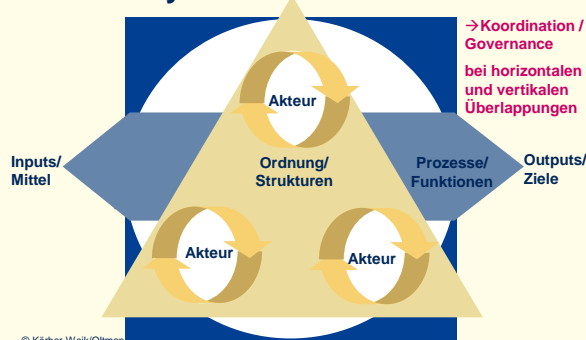 →Koordination /
Governance
bei horizontalen
und vertikalen
Überlappungen
Akteur
Inputs/
Mittel
Ordnung/
Strukturen
Prozesse/
Funktionen
Outputs/
Ziele
Akteur
Akteur